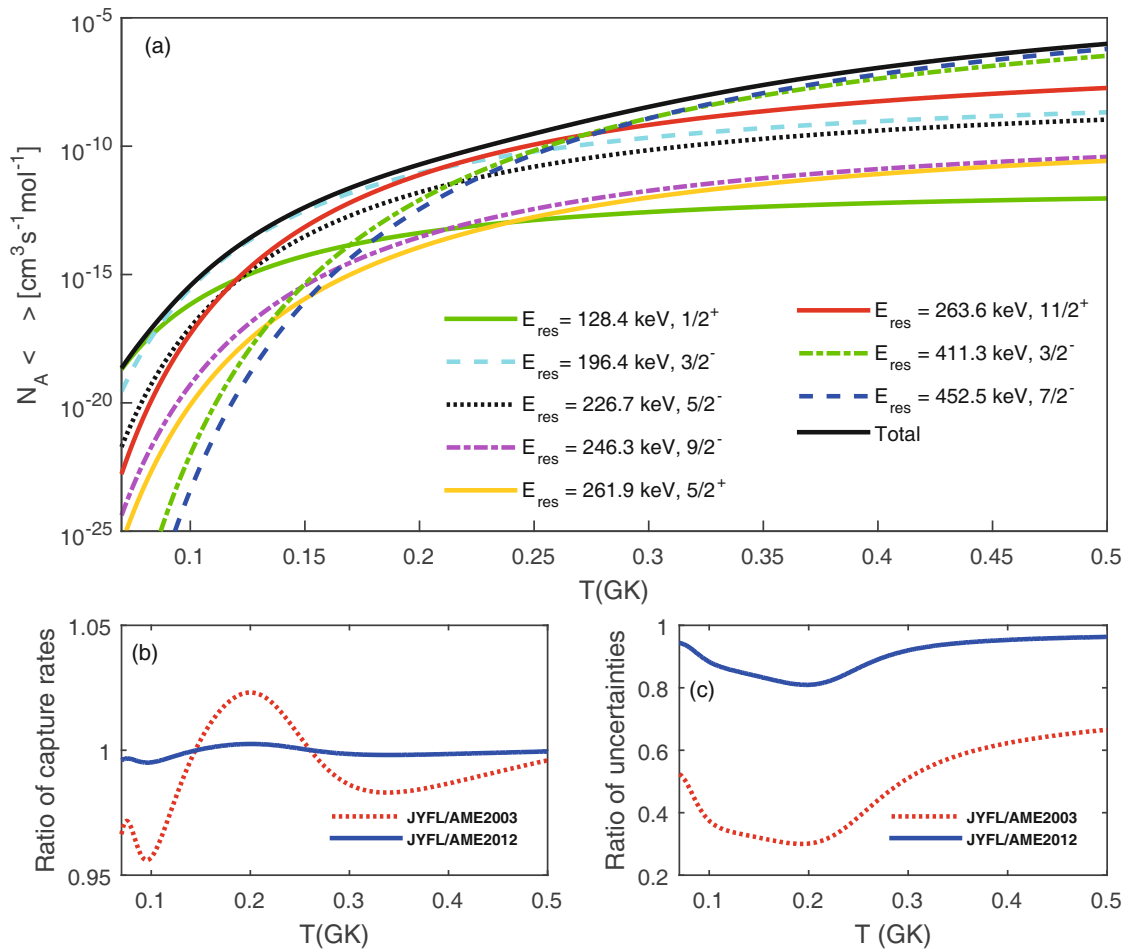 (a)
N_A < > [cm^3 s^-1 mol^-1]
10^-5
10^-10
10^-15
10^-20
10^-25
E_res = 128.4 keV, 1/2^+
E_res = 196.4 keV, 3/2^-
E_res = 226.7 keV, 5/2^-
E_res = 246.3 keV, 9/2^-
E_res = 261.9 keV, 5/2^+
E_res = 263.6 keV, 11/2^+
E_res = 411.3 keV, 3/2^-
E_res = 452.5 keV, 7/2^-
Total
0.1 0.15 0.2 0.25 0.3 0.35 0.4 0.45 0.5
T(GK)
(b)
Ratio of capture rates
1.05
1
0.95
JYFL/AME2003
JYFL/AME2012
0.1 0.2 0.3 0.4 0.5
T(GK)
(c)
Ratio of uncertainties
1
0.8
0.6
0.4
0.2
JYFL/AME2003
JYFL/AME2012
0.1 0.2 0.3 0.4 0.5
T (GK)